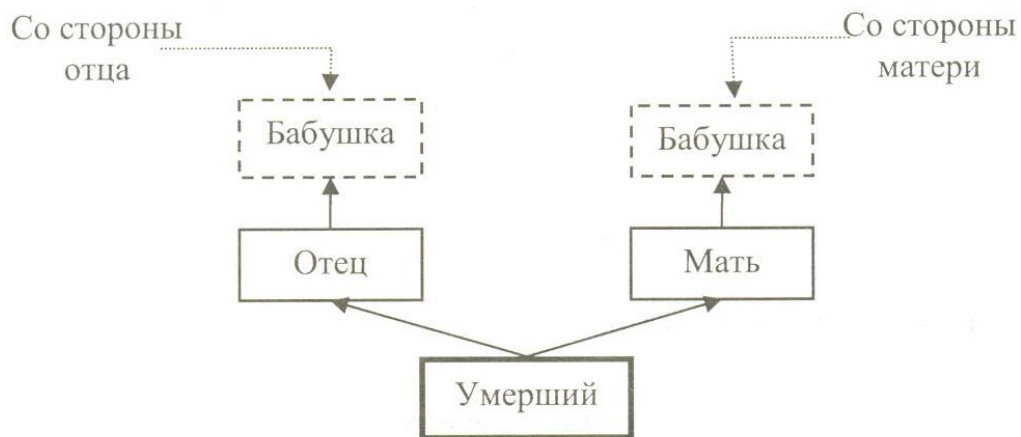 Со стороны
отца
Со стороны
матери
Бабушка
Бабушка
Отец
Мать
Умерший